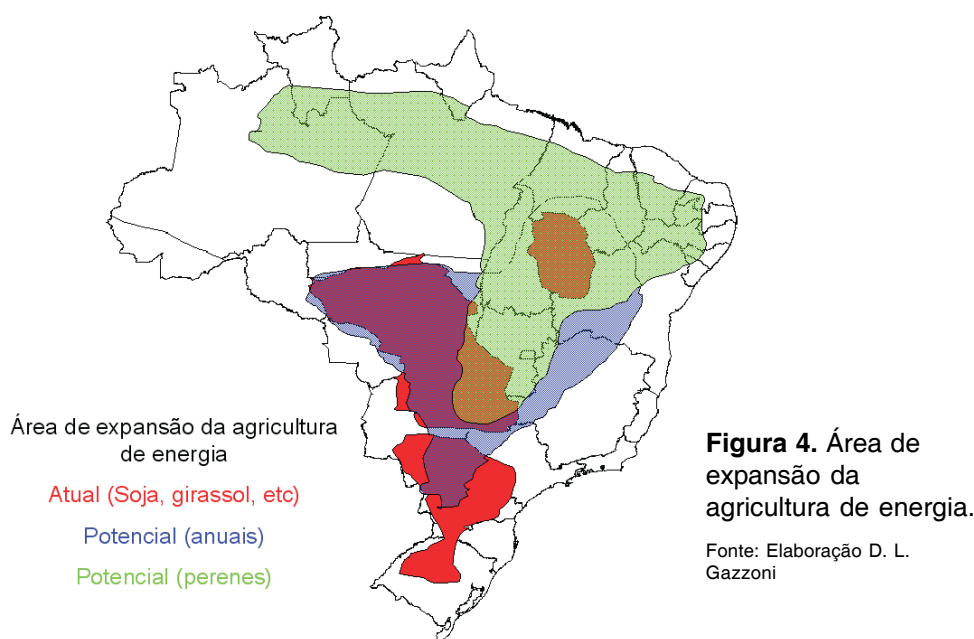 Área de expansão da agricultura
de energia
Atual (Soja, girassol, etc)
Potencial (anuais)
Potencial (perenes)
Figura 4. Área de
expansão da
agricultura de energia.
Fonte: Elaboração D. L.
Gazzoni